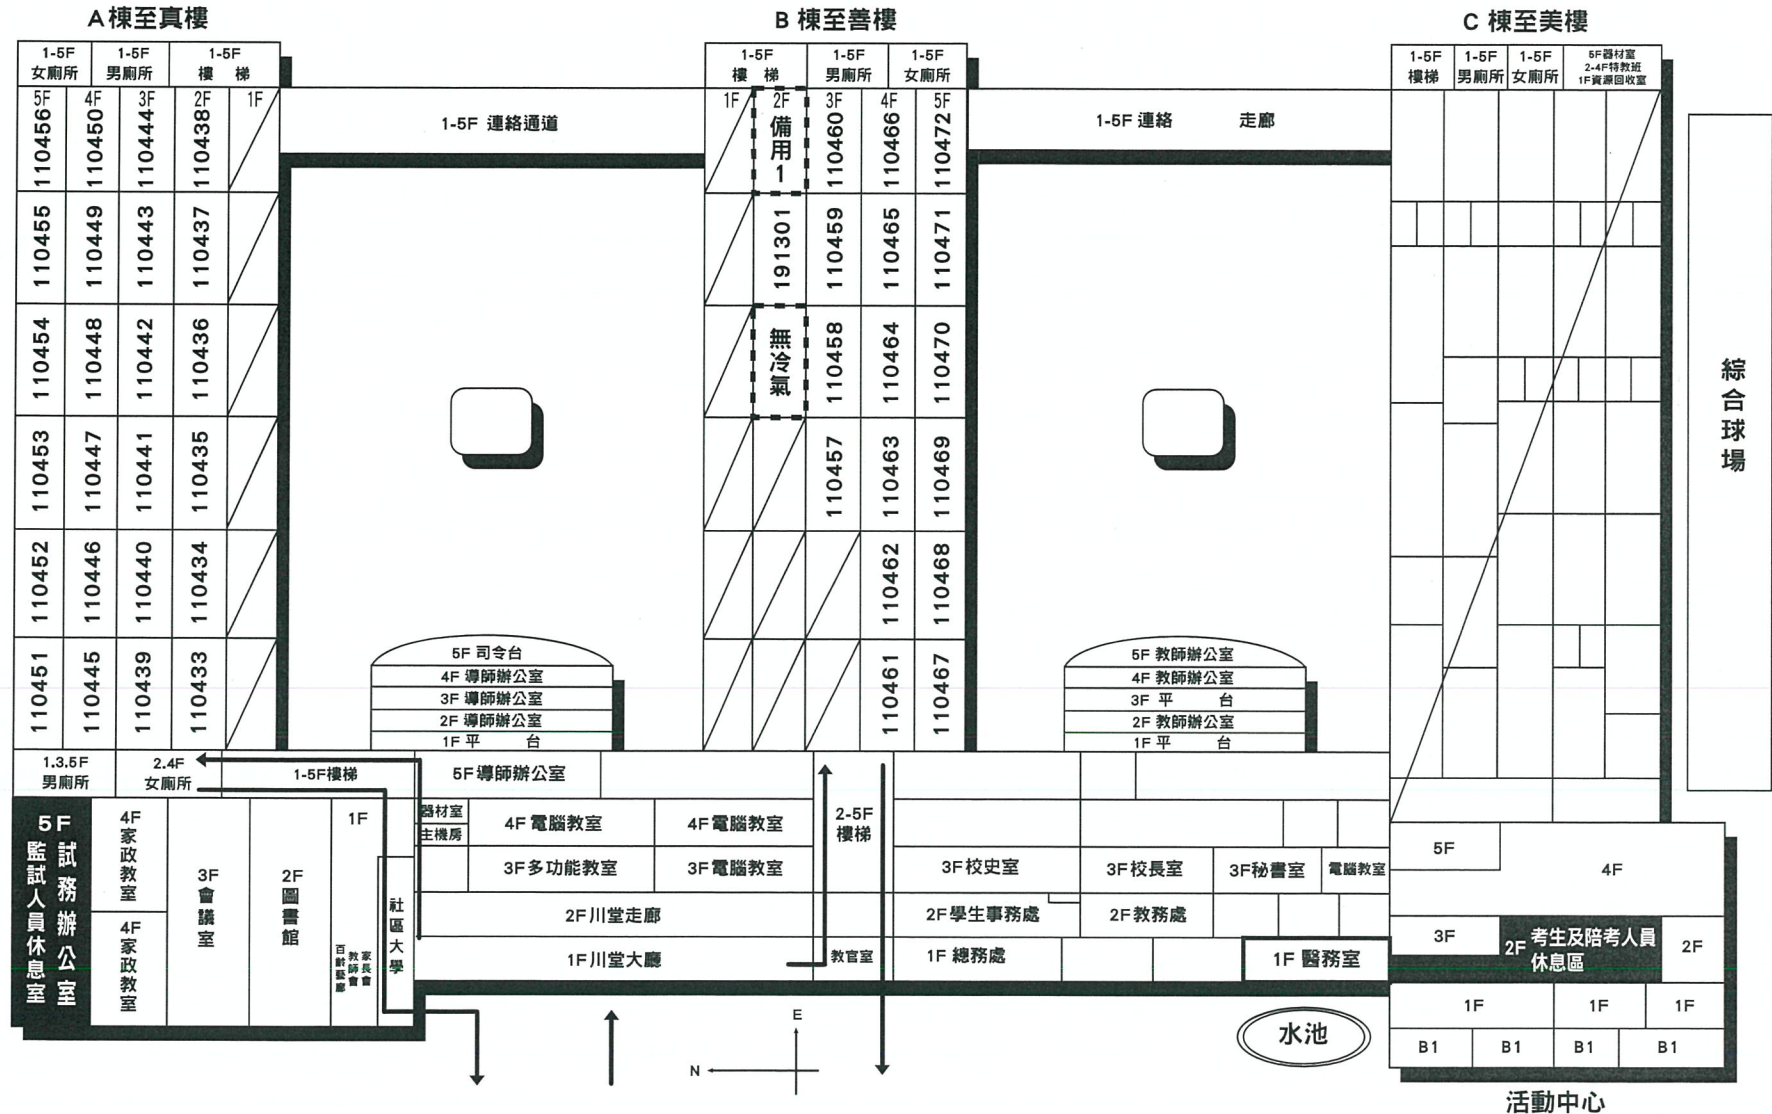 A棟至真樓
B 棟至善樓
C 棟至美樓
1-5F
女廁所
1-5F
男廁所
1-5F
樓 梯
1-5F
樓 梯
1-5F
男廁所
1-5F
女廁所
1-5F
樓梯
1-5F
男廁所
1-5F
女廁所
5F器材室
2-4F特教班
1F資源回收室
5F 4F 3F 2F 1F
110456 110450 110444 110438
110455 110449 110443 110437
110454 110448 110442 110436
110453 110447 110441 110435
110452 110446 110440 110434
110451 110445 110439 110433
1-5F 連絡通道
1F 2F 3F 4F 5F
備用1 110460 110466 110472
191301 110459 110465 110471
無冷氣 110458 110464 110470
110457 110463 110469
110462 110468
110461 110467
1-5F 連絡 走廊
綜合球場
5F 司令台
4F 導師辦公室
3F 導師辦公室
2F 導師辦公室
1F 平 台
5F 教師辦公室
4F 教師辦公室
3F 平 台
2F 教師辦公室
1F 平 台
1.3.5F
男廁所
2.4F
女廁所
1-5F樓梯
5F導師辦公室
5F 試務辦公室
監試人員休息室
4F家政教室
4F家政教室
3F會議室
2F圖書館
1F
社區大學
家長會
教師會
百齡藝廊
器材室
主機房
4F 電腦教室
4F 電腦教室
3F多功能教室
3F電腦教室
2F川堂走廊
1F川堂大廳
2-5F
樓梯
教官室
3F校史室
3F校長室
3F秘書室
電腦教室
2F學生事務處
2F教務處
1F 總務處
1F 醫務室
5F
4F
3F
2F 考生及陪考人員
休息區
2F
1F
1F
1F
B1
B1
B1
B1
水池
E
N
活動中心